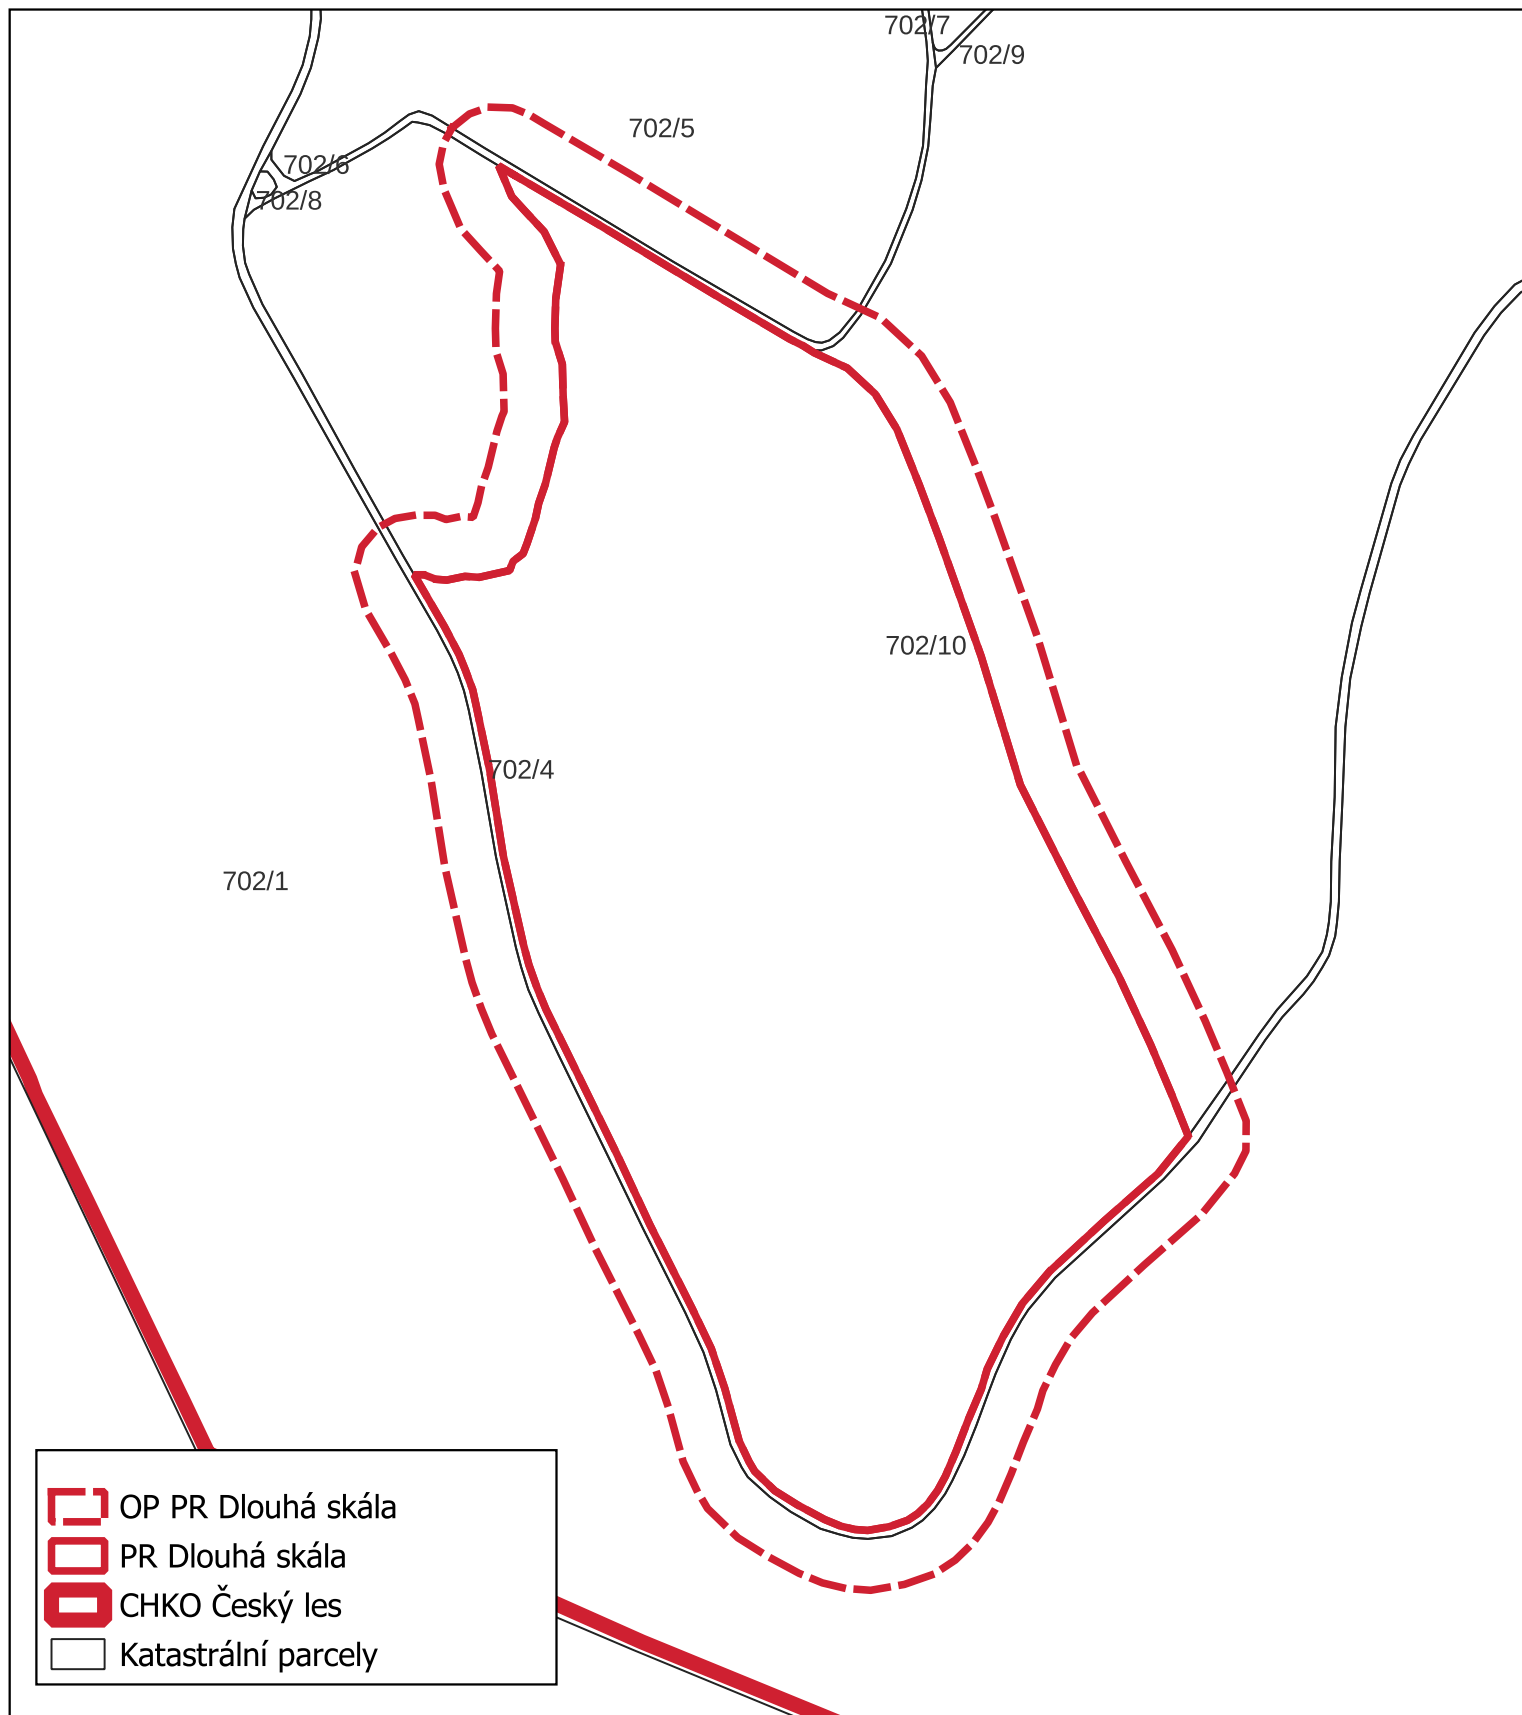 702/7
702/9
702/5
702/6
702/8
702/10
702/4
702/1
OP PR Dlouhá skála
PR Dlouhá skála
CHKO Český les
Katastrální parcely